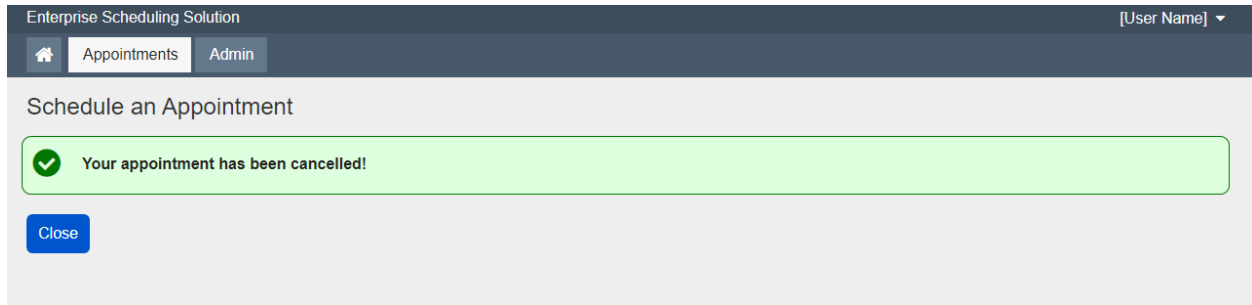 Enterprise Scheduling Solution
[User Name]
Appointments
Admin
Schedule an Appointment
Your appointment has been cancelled!
Close